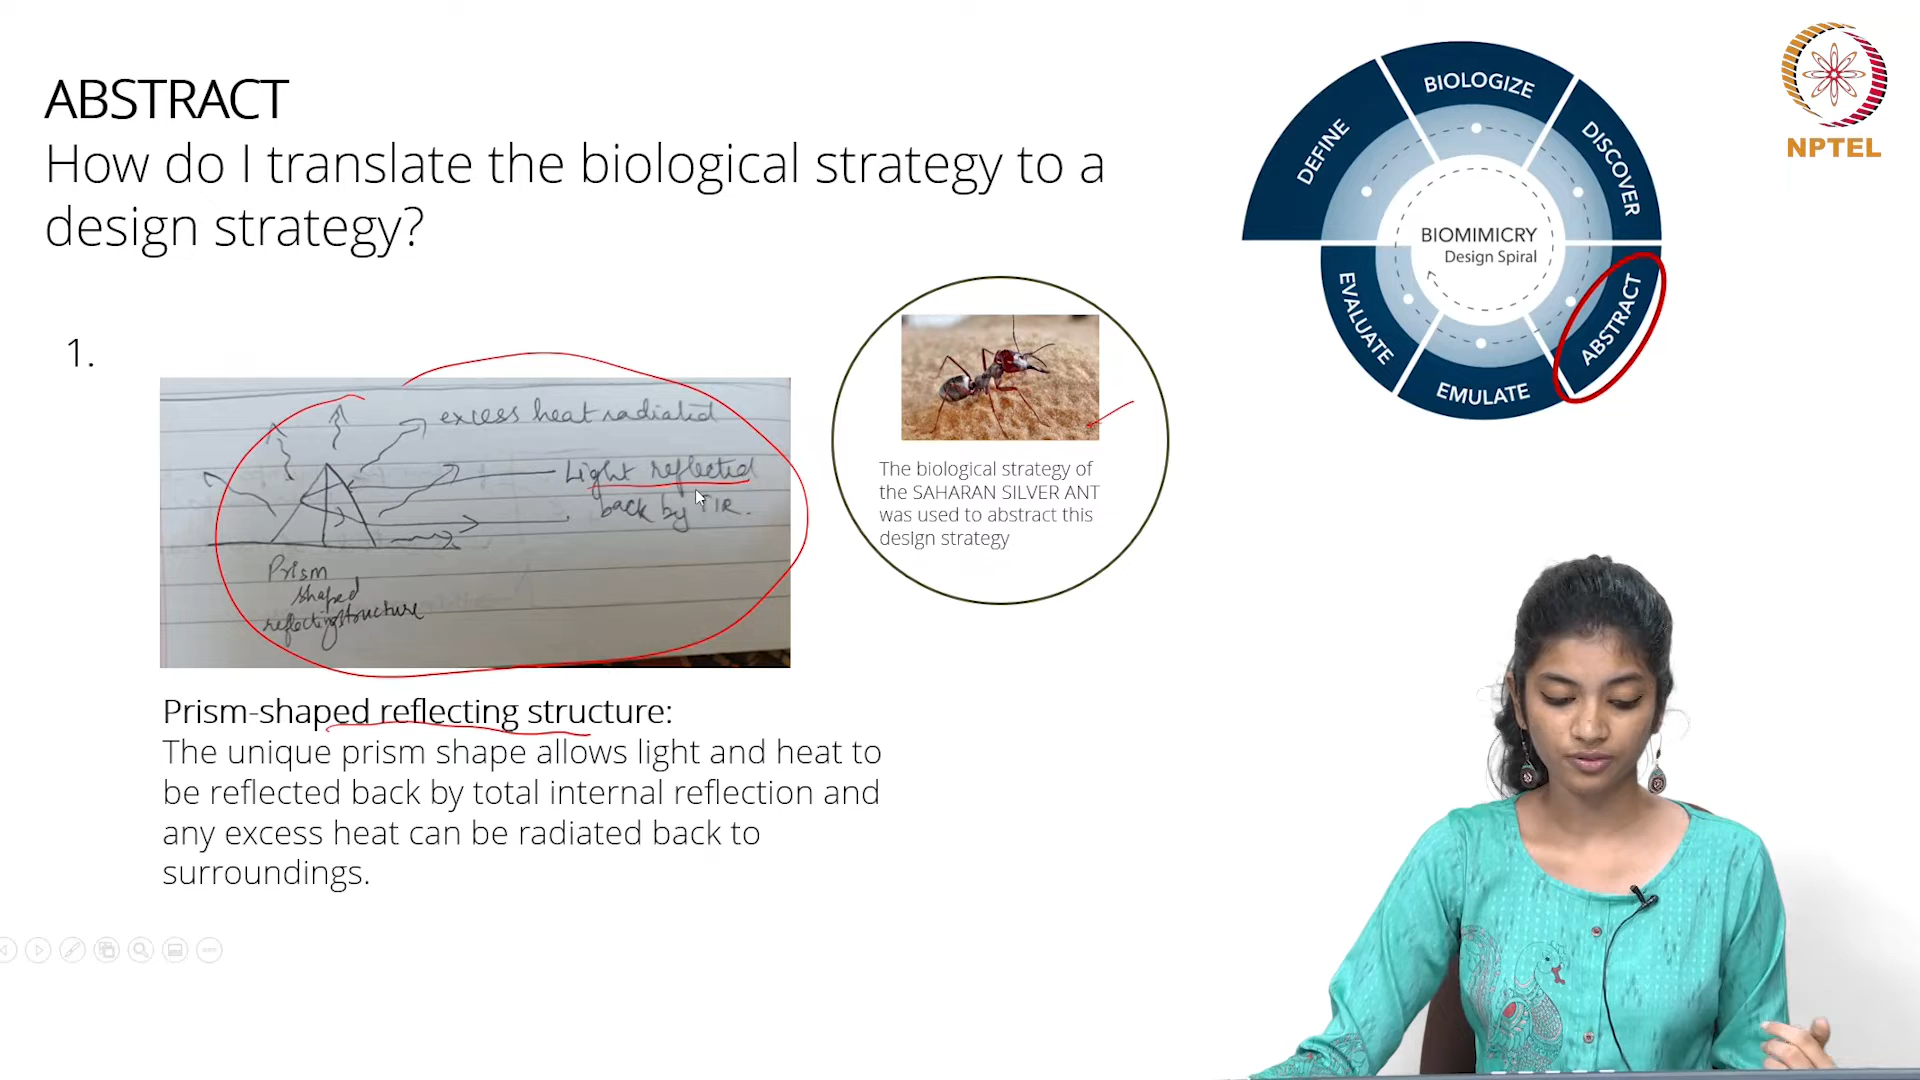 ABSTRACT
How do I translate the biological strategy to a
design strategy?
1.
excess heat radiated
Light reflected
back by TIR.
Prism
shaped
reflecting structure
Prism-shaped reflecting structure:
The unique prism shape allows light and heat to
be reflected back by total internal reflection and
any excess heat can be radiated back to
surroundings.
The biological strategy of
the SAHARAN SILVER ANT
was used to abstract this
design strategy
DEFINE
BIOLOGIZE
DISCOVER
ABSTRACT
EMULATE
EVALUATE
BIOMIMICRY
Design Spiral
NPTEL